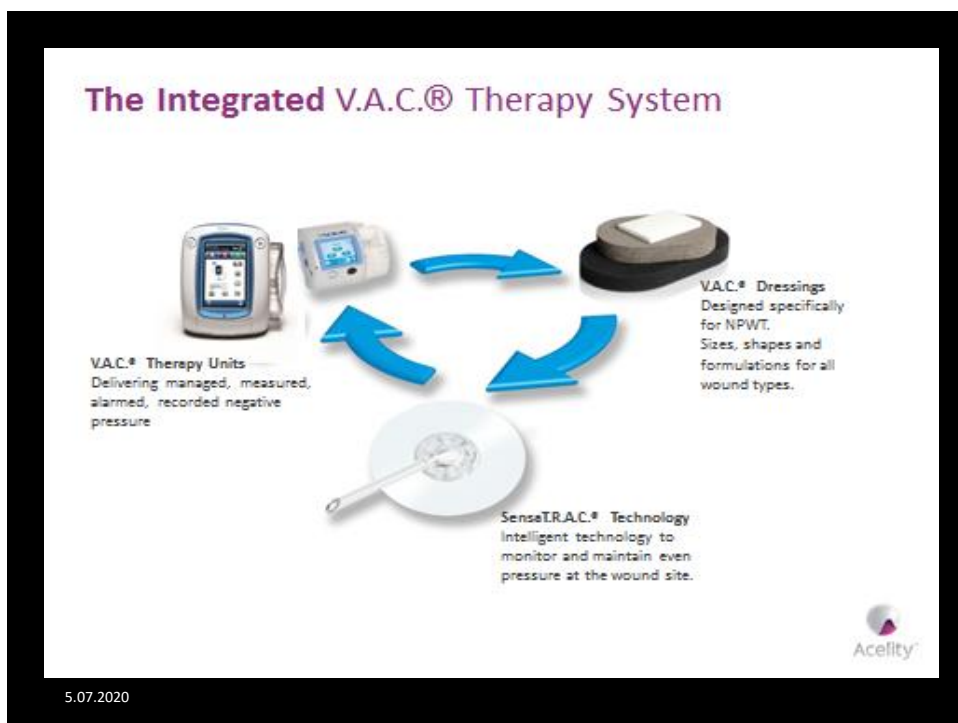 The Integrated V.A.C.® Therapy System
V.A.C.® Dressings
Designed specifically
for NPWT.
Sizes, shapes and
formulations for all
wound types.
V.A.C.® Therapy Units
Delivering managed, measured,
alarmed, recorded negative
pressure
SensaT.R.A.C.® Technology
Intelligent technology to
monitor and maintain even
pressure at the wound site.
Acelity™
5.07.2020